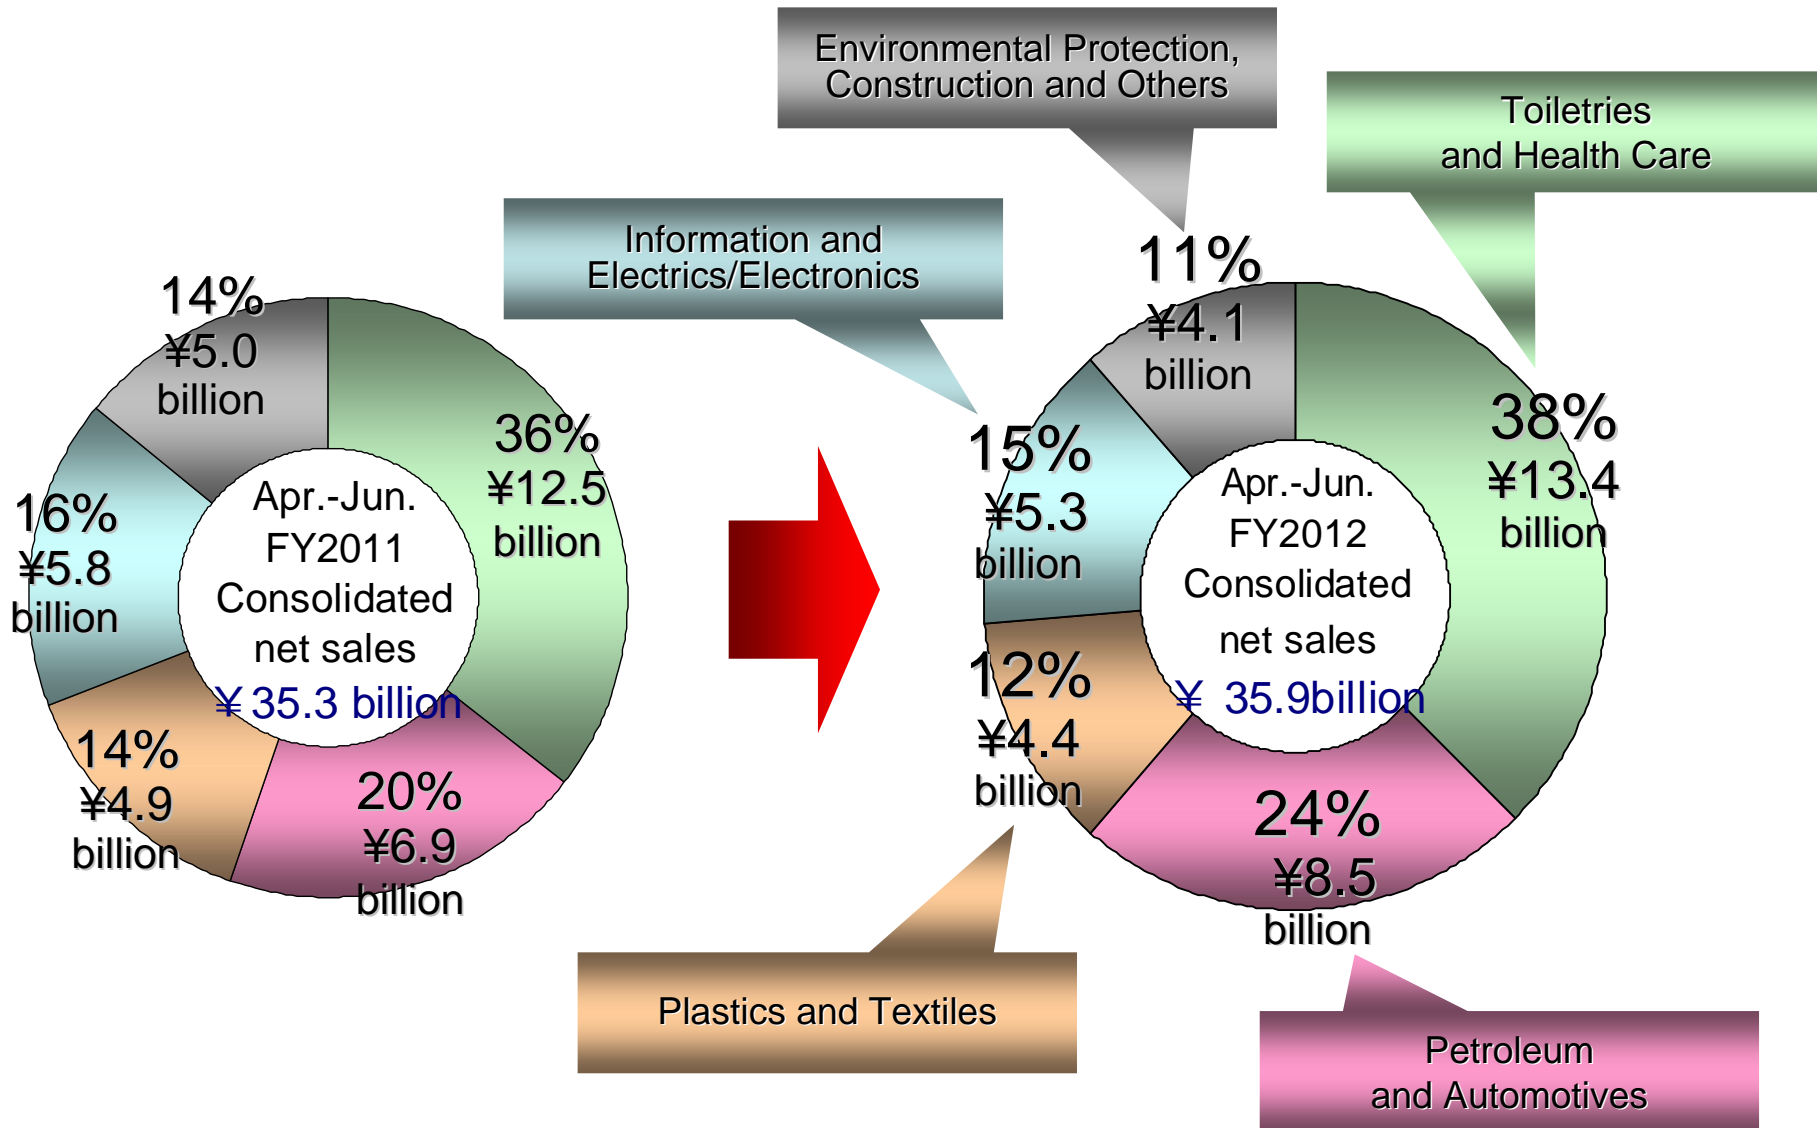 Environmental Protection,
Construction and Others
Toiletries
and Health Care
Information and
Electrics/Electronics
14%
¥5.0
billion
36%
¥12.5
billion
16%
¥5.8
billion
14%
¥4.9
billion
20%
¥6.9
billion
Apr.-Jun.
FY2011
Consolidated
net sales
¥ 35.3 billion
11%
¥4.1
billion
38%
¥13.4
billion
15%
¥5.3
billion
12%
¥4.4
billion
24%
¥8.5
billion
Apr.-Jun.
FY2012
Consolidated
net sales
¥ 35.9billion
Plastics and Textiles
Petroleum
and Automotives